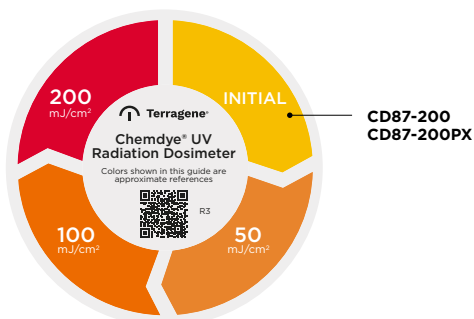 200
mJ/cm²
INITIAL
Terragene®
Chemdye® UV
Radiation Dosimeter
Colors shown in this guide are
approximate references
R3
100
mJ/cm²
50
mJ/cm²
CD87-200
CD87-200PX